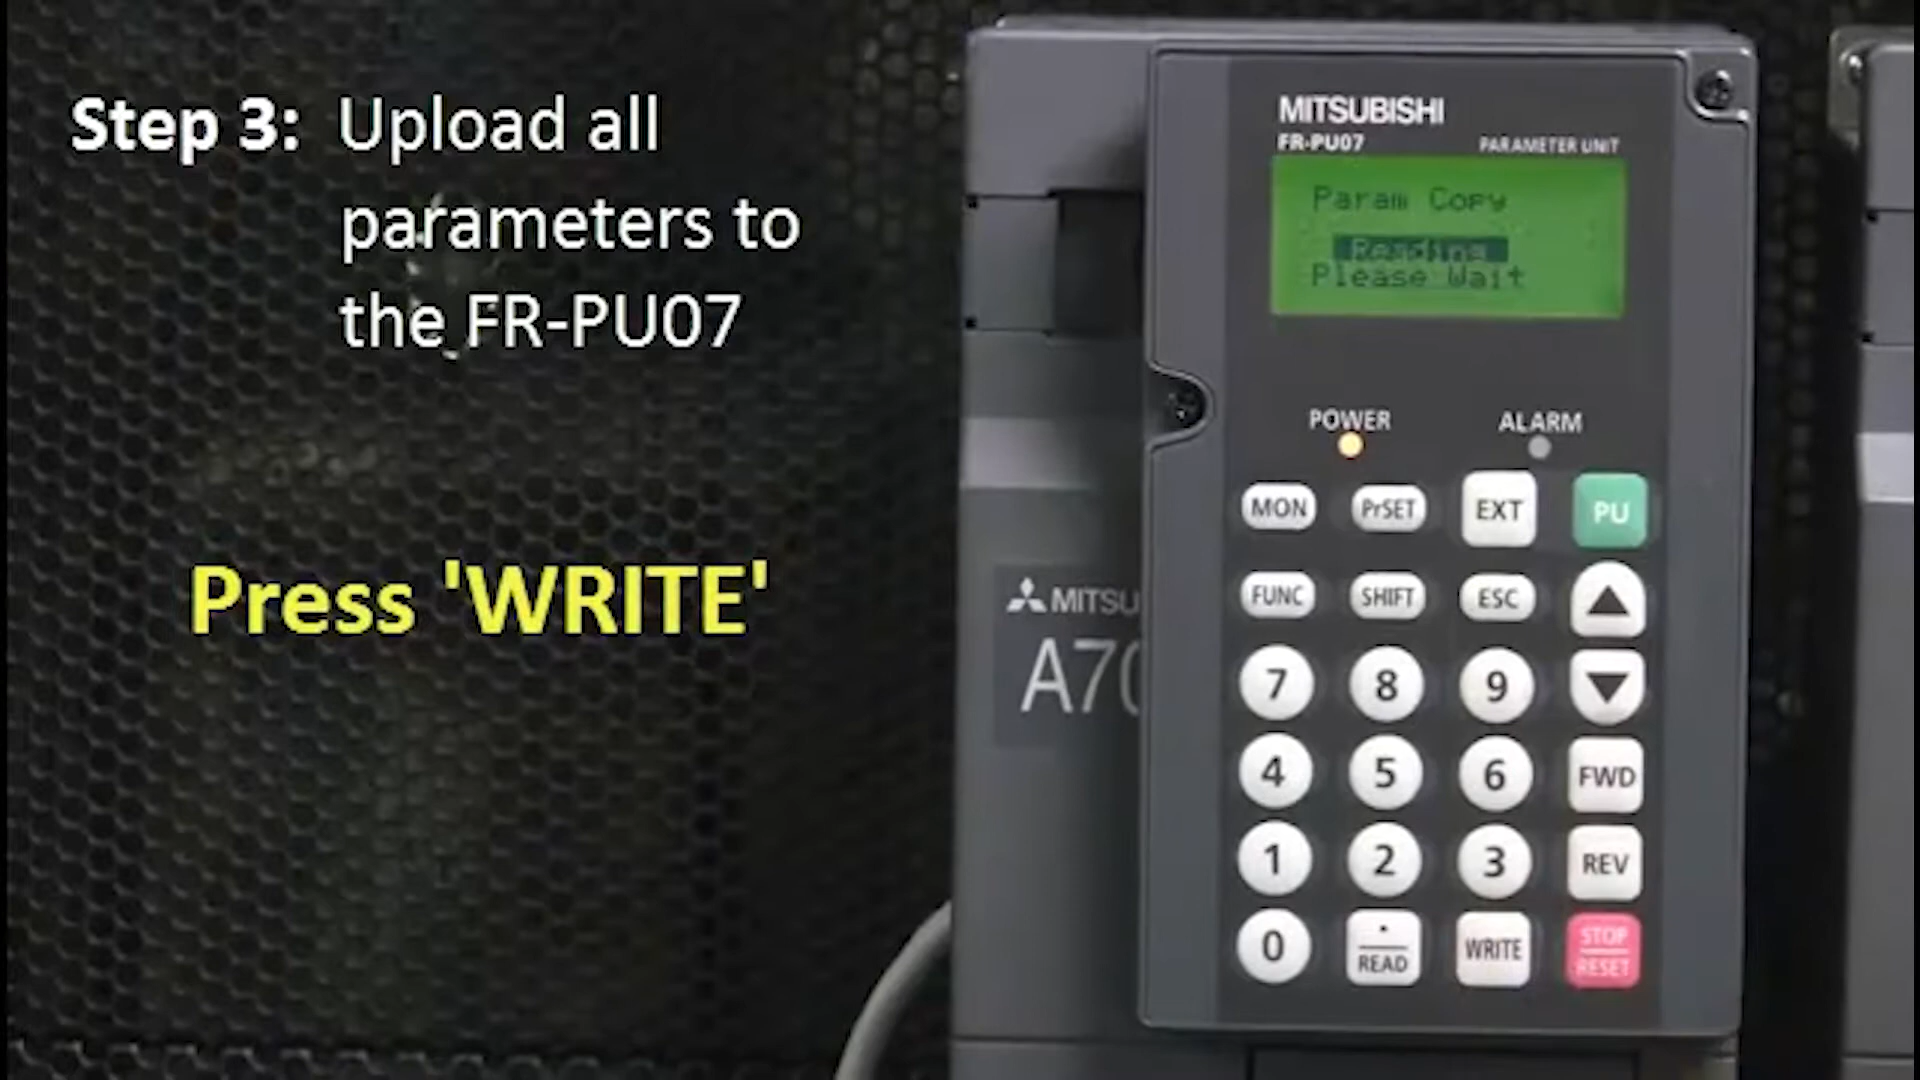 Step 3: Upload all
parameters to
the FR-PU07
Press 'WRITE'
MITSUBISHI
FR-PU07 PARAMETER UNIT
Param Copy
Reading
Please Wait
POWER ALARM
MON PrSET EXT PU
FUNC SHIFT ESC
MITSU
A70
7 8 9
4 5 6 FWD
1 2 3 REV
0 . READ WRITE STOP RESET